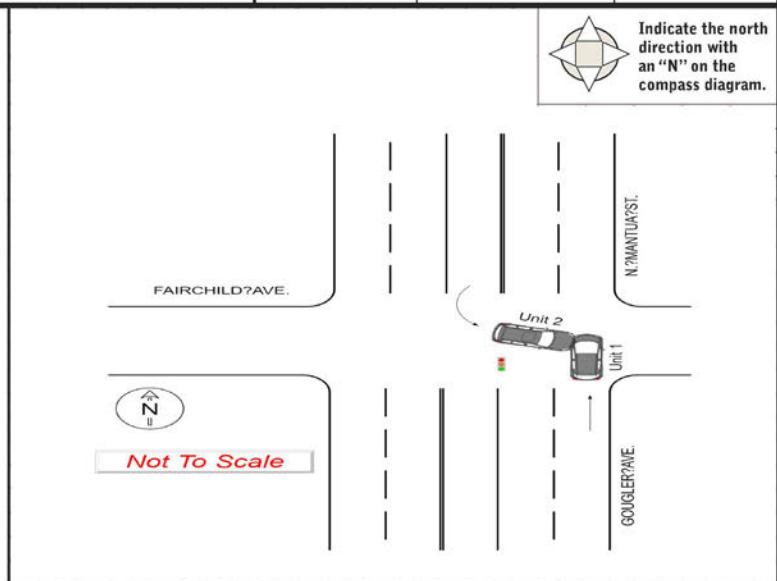 Indicate the north
direction with
an “N” on the
compass diagram.
N.?MANTUA?ST.
FAIRCHILD?AVE.
Unit 2
Unit 1
N
Not To Scale
GOUGLER?AVE.